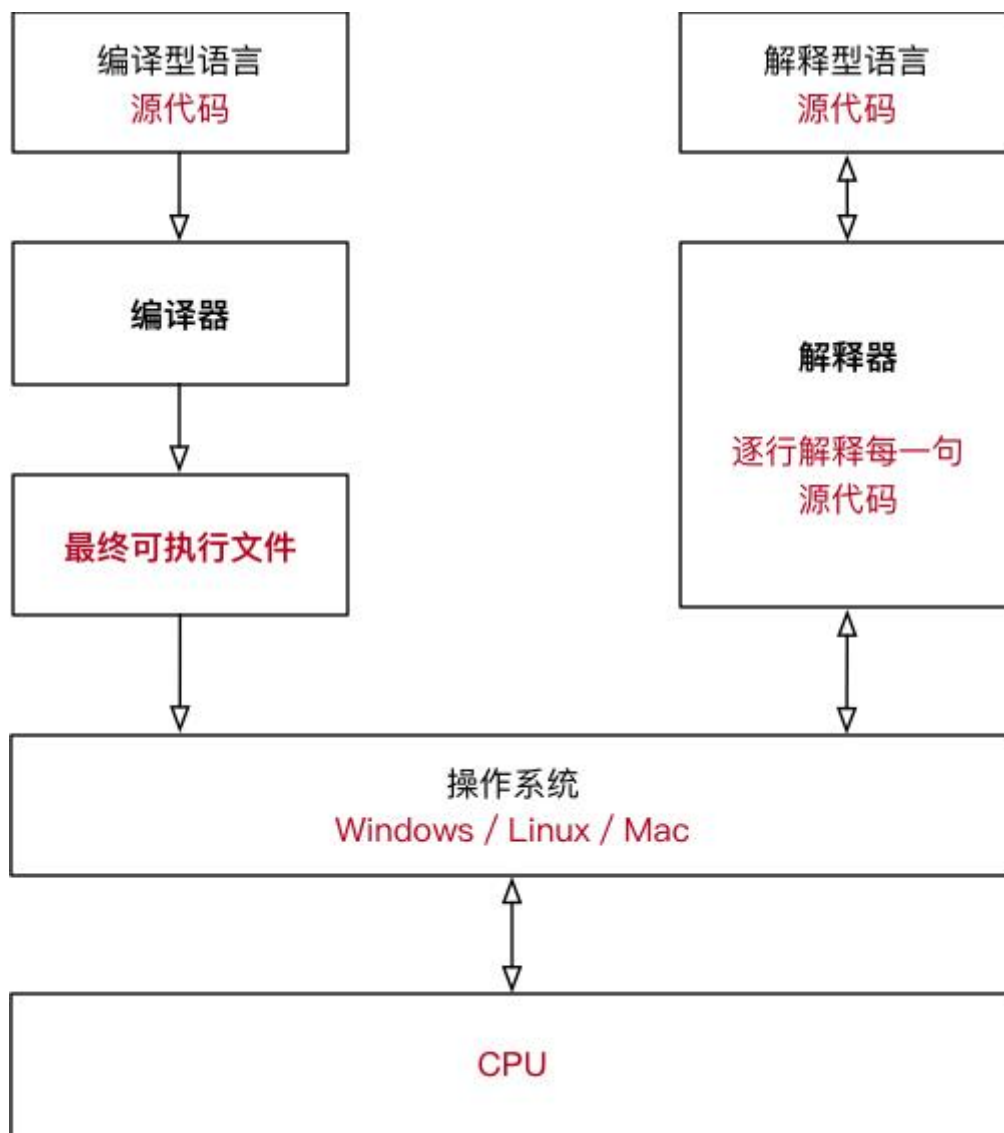 编译型语言
源代码
解释型语言
源代码
编译器
解释器
逐行解释每一句
源代码
最终可执行文件
操作系统
Windows / Linux / Mac
CPU